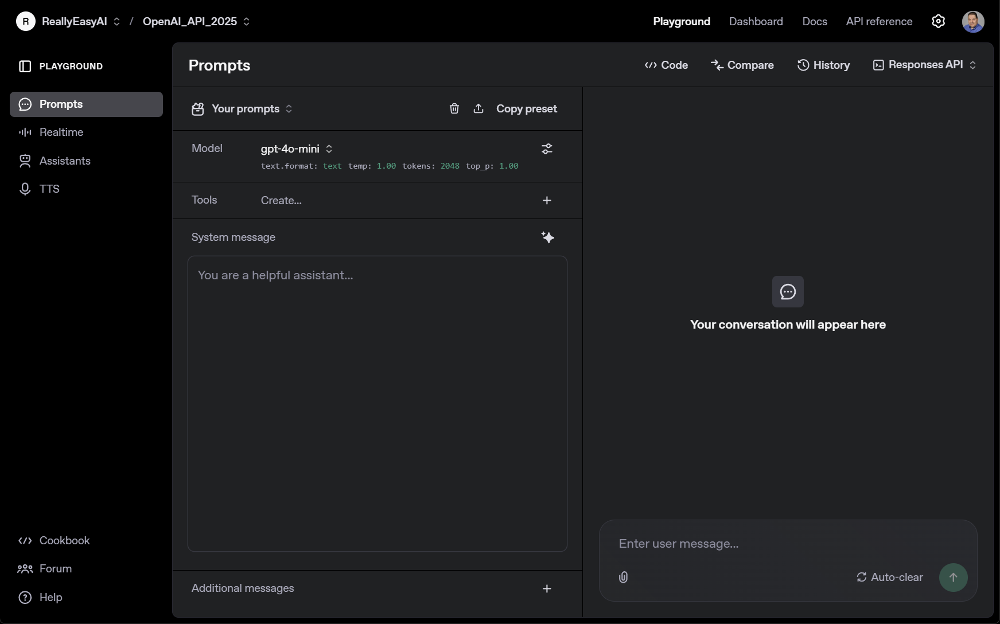 R ReallyEasyAI / OpenAI_API_2025
Playground Dashboard Docs API reference
PLAYGROUND
Prompts
Realtime
Assistants
TTS
Cookbook
Forum
Help
Prompts
Code Compare History Responses API
Your prompts Copy preset
Model gpt-4o-mini
text.format: text temp: 1.00 tokens: 2048 top_p: 1.00
Tools Create...
System message
You are a helpful assistant...
Additional messages
Your conversation will appear here
Enter user message...
Auto-clear